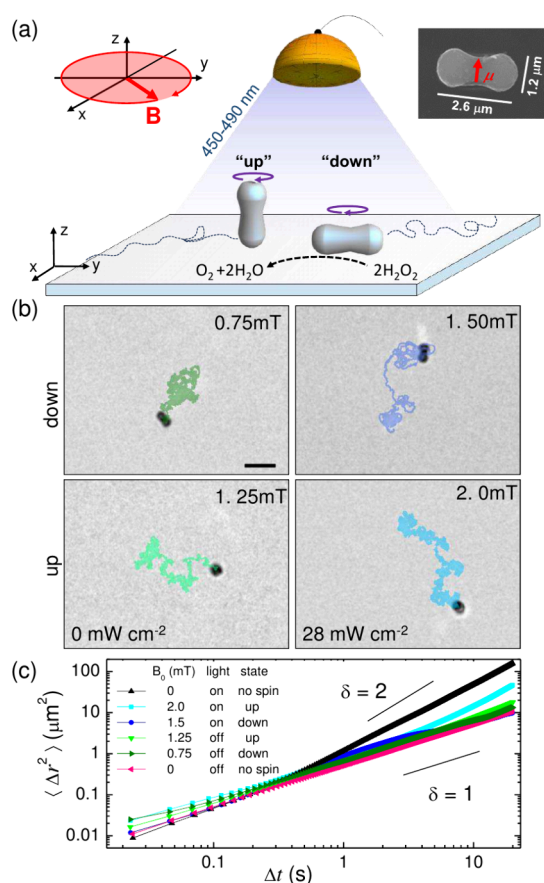 (a)
z
y
x
B
450-490 nm
μ
1.2 μm
2.6 μm
"up"
"down"
z
y
x
O₂ +2H₂O
2H₂O₂
(b)
down
0.75mT
1. 50mT
up
1. 25mT
2. 0mT
0 mW cm⁻²
28 mW cm⁻²
(c)
B₀ (mT) light state
0 on no spin
2.0 on up
1.5 on down
1.25 off up
0.75 off down
0 off no spin
δ = 2
δ = 1
⟨ Δr² ⟩ (μm²)
100
10
1
0.1
0.01
0.1
1
10
Δt (s)